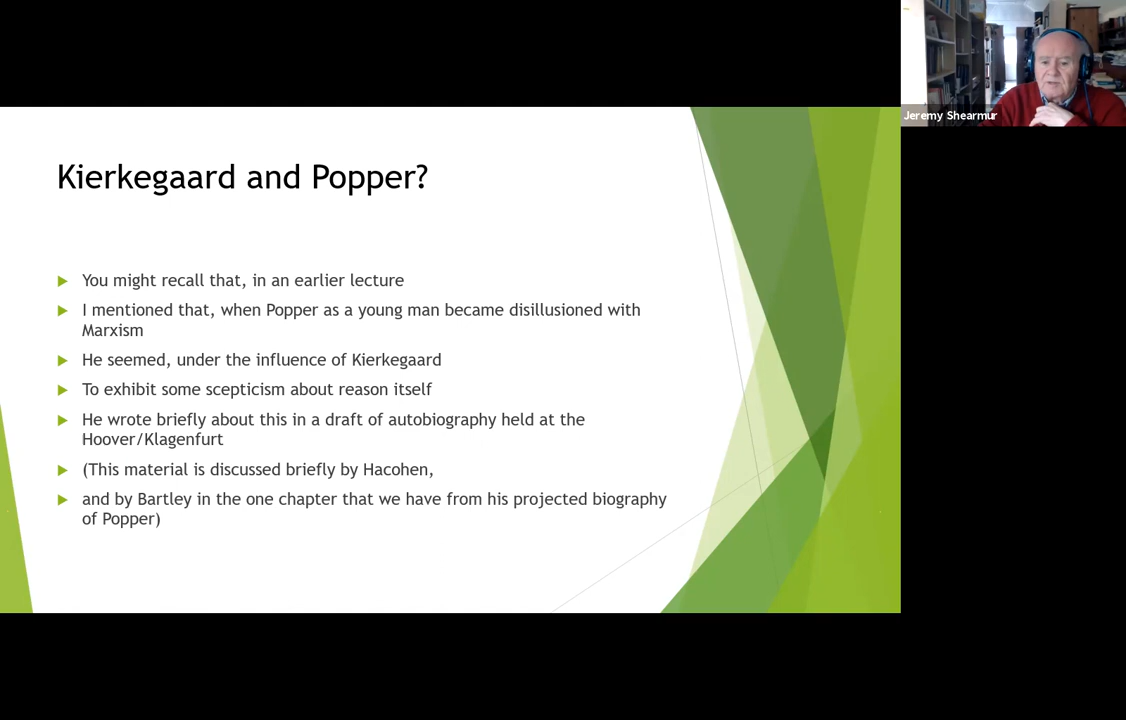 Jeremy Shearmur
Kierkegaard and Popper?
You might recall that, in an earlier lecture
I mentioned that, when Popper as a young man became disillusioned with
Marxism
He seemed, under the influence of Kierkegaard
To exhibit some scepticism about reason itself
He wrote briefly about this in a draft of autobiography held at the
Hoover/Klagenfurt
(This material is discussed briefly by Hacohen,
and by Bartley in the one chapter that we have from his projected biography
of Popper)